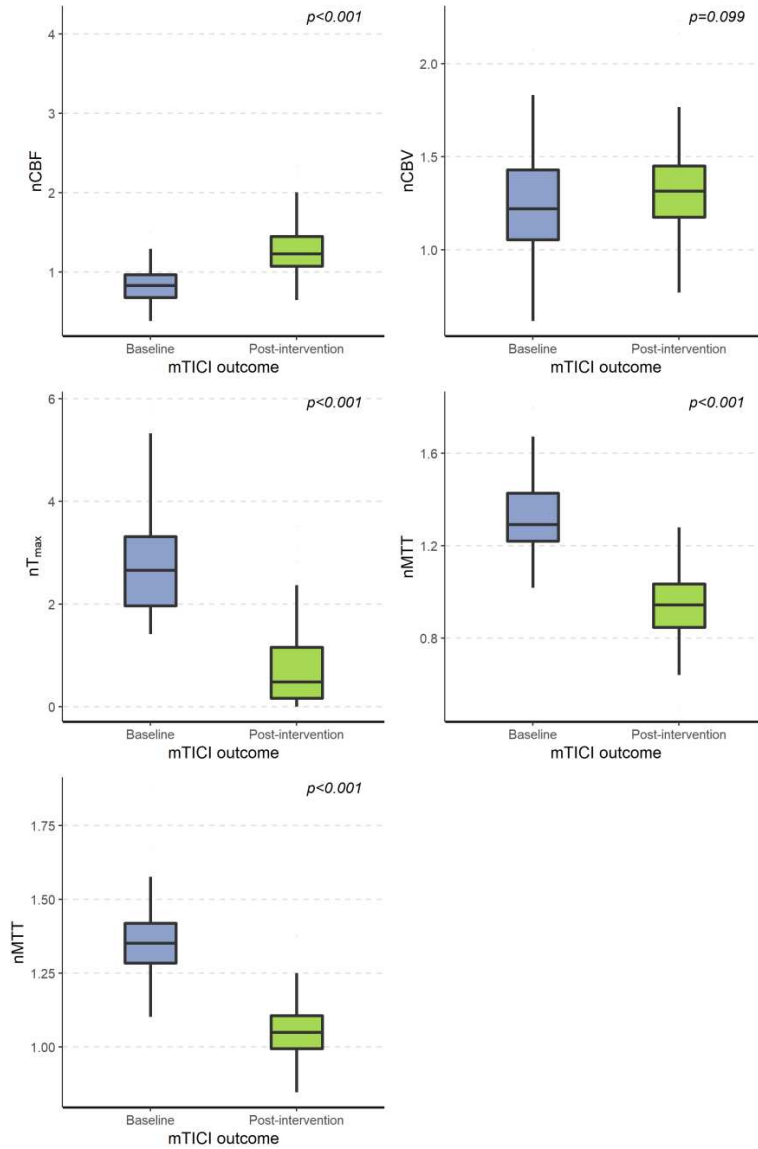 p<0.001
4
3
2
1
nCBF
Baseline
Post-intervention
mTICI outcome
p=0.099
2.0
1.5
1.0
nCBV
Baseline
Post-intervention
mTICI outcome
p<0.001
6
4
2
0
nTmax
Baseline
Post-intervention
mTICI outcome
p<0.001
1.6
1.2
0.8
nMTT
Baseline
Post-intervention
mTICI outcome
p<0.001
1.75
1.50
1.25
1.00
nMTT
Baseline
Post-intervention
mTICI outcome